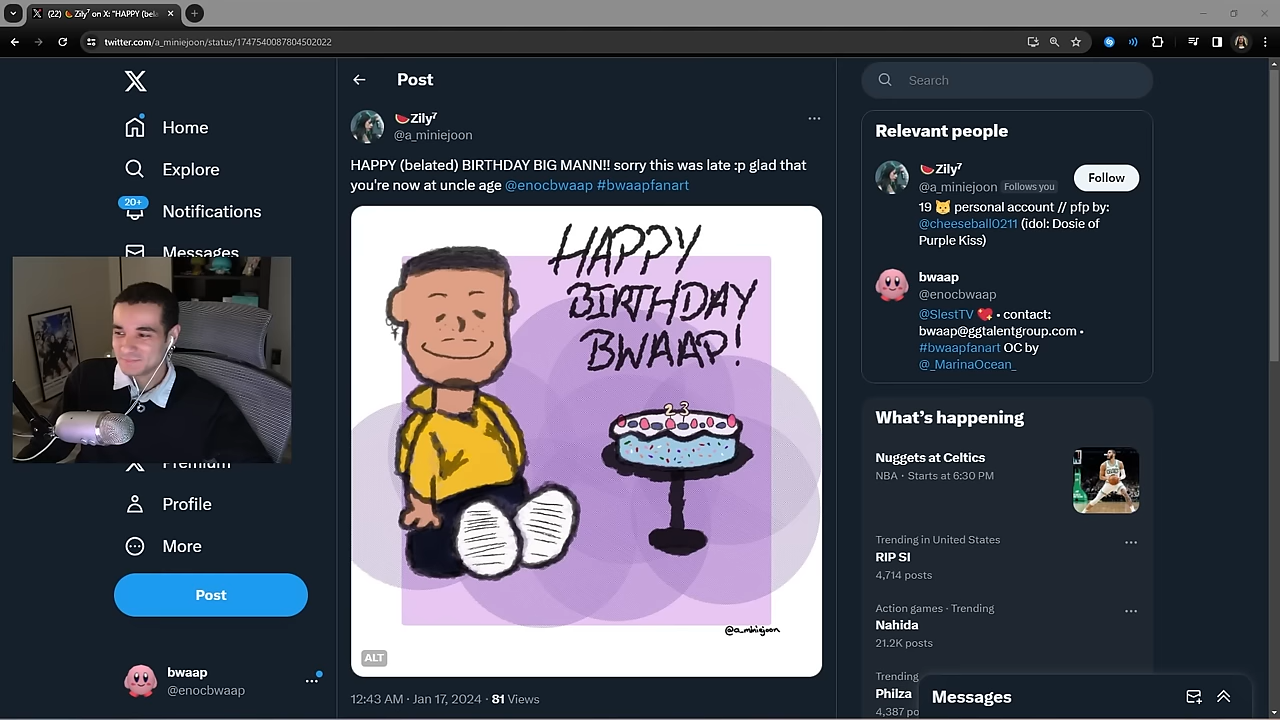 (22) 🍉Zily⁷ on X: "HAPPY (bela
twitter.com/a_miniejoon/status/1747540087804502022
Home
Explore
20+
Notifications
Messages
Premium
Profile
More
Post
bwaap
@enocbwaap
Post
🍉Zily⁷
@a_miniejoon
HAPPY (belated) BIRTHDAY BIG MANN!! sorry this was late :p glad that
you're now at uncle age @enocbwaap #bwaapfanart
HAPPY
BIRTHDAY
BWAAP!
23
@a_miniejoon
ALT
12:43 AM · Jan 17, 2024 · 81 Views
Search
Relevant people
🍉Zily⁷
@a_miniejoon Follows you
Follow
19 🐱 personal account // pfp by:
@cheeseball0211 (idol: Dosie of
Purple Kiss)
bwaap
@enocbwaap
@SlestTV 💘 • contact:
bwaap@ggtalentgroup.com •
#bwaapfanart OC by
@_MarinaOcean_
What's happening
Nuggets at Celtics
NBA · Starts at 6:30 PM
Trending in United States
RIP SI
4,714 posts
Action games · Trending
Nahida
21.2K posts
Trending
Philza
4,387 po
Messages